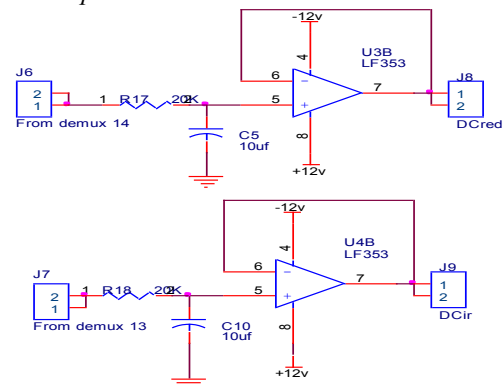 -12v
4
U3B
LF353
J6
2
1
From demux 14
1
R17
20K
2
6
5
7
8
+12v
C5
10uf
J8
1
2
DCred
-12v
4
U4B
LF353
J7
2
1
From demux 13
1
R18
20K
2
6
5
7
8
+12v
C10
10uf
J9
1
2
DCir